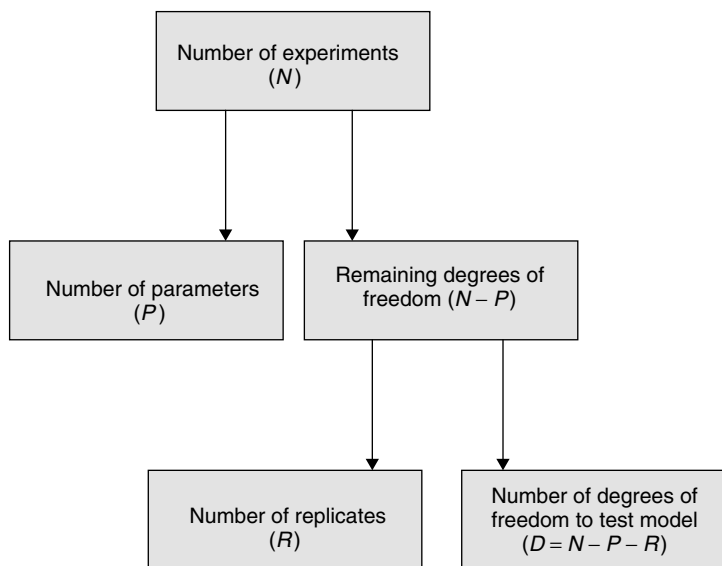 Number of experiments
(N)
Number of parameters
(P)
Remaining degrees of
freedom (N – P)
Number of replicates
(R)
Number of degrees of
freedom to test model
(D = N – P – R)